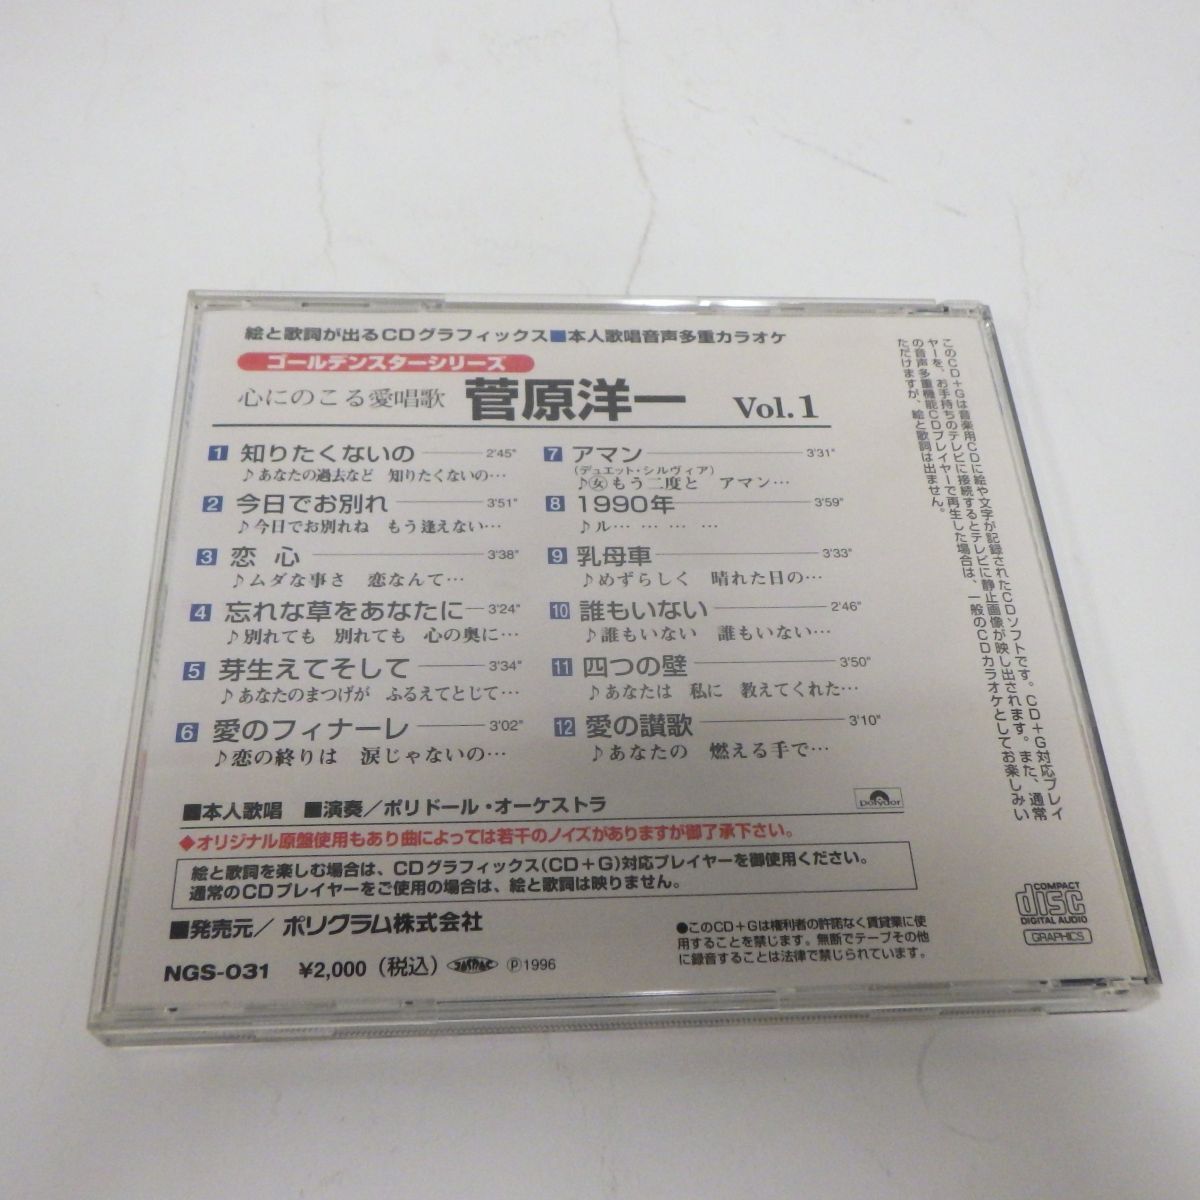 絵と歌詞が出るCDグラフィックス■本人歌唱音声多重カラオケ
ゴールデンスターシリーズ
心にのこる愛唱歌 菅原洋一 Vol.1
1 知りたくないの 2'45"
♪あなたの過去など 知りたくないの…
2 今日でお別れ 3'51"
♪今日でお別れね もう逢えない…
3 恋 心 3'38"
♪ムダな事さ 恋なんて…
4 忘れな草をあなたに 3'24"
♪別れても 別れても 心の奥に…
5 芽生えてそして 3'34"
♪あなたのまつげが ふるえてとじて…
6 愛のフィナーレ 3'02"
♪恋の終りは 涙じゃないの…
7 アマン 3'31"
(デュエット・シルヴィア)
♪㊛もう二度と アマン…
8 1990年 3'59"
♪ル… … … …
9 乳母車 3'33"
♪めずらしく 晴れた日の…
10 誰もいない 2'46"
♪誰もいない 誰もいない…
11 四つの壁 3'50"
♪あなたは 私に 教えてくれた…
12 愛の讃歌 3'10"
♪あなたの 燃える手で…
このCD+Gは音楽用CDに絵や文字が記録されたCDソフトです。CD+G対応プレイ
ヤーを、お手持ちのテレビに接続するとテレビに静止画像が映し出されます。また、通常
の音声多重機能CDプレイヤーで再生した場合は、一般のCDカラオケとしてお楽しみい
ただけますが、絵と歌詞は出ません。
■本人歌唱 ■演奏/ポリドール・オーケストラ
polydor
◆オリジナル原盤使用もあり曲によっては若干のノイズがありますが御了承下さい。
絵と歌詞を楽しむ場合は、CDグラフィックス(CD+G)対応プレイヤーを御使用ください。
通常のCDプレイヤーをご使用の場合は、絵と歌詞は映りません。
■発売元/ ポリグラム株式会社
NGS-031 ¥2,000(税込) JASRAC Ⓟ1996
●このCD+Gは権利者の許諾なく賃貸業に使
用することを禁じます。無断でテープその他
に録音することは法律で禁じられています。
COMPACT
disc
DIGITAL AUDIO
GRAPHICS